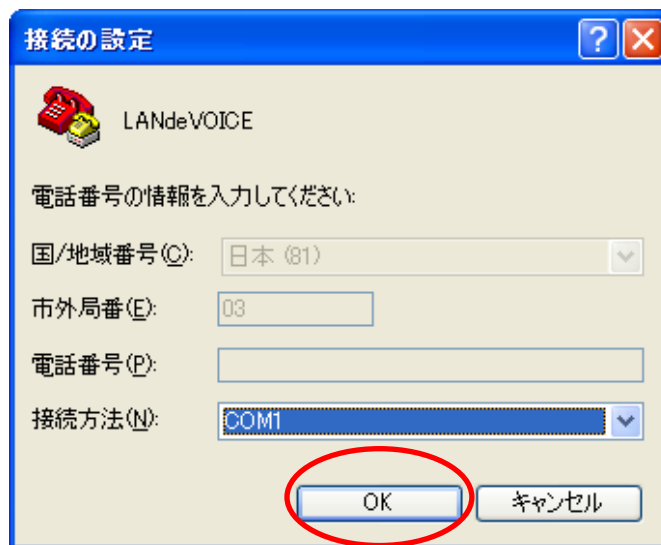 接続の設定
LANdeVOICE
電話番号の情報を入力してください:
国/地域番号(C): 日本 (81)
市外局番(E): 03
電話番号(P):
接続方法(N): COM1
OK キャンセル